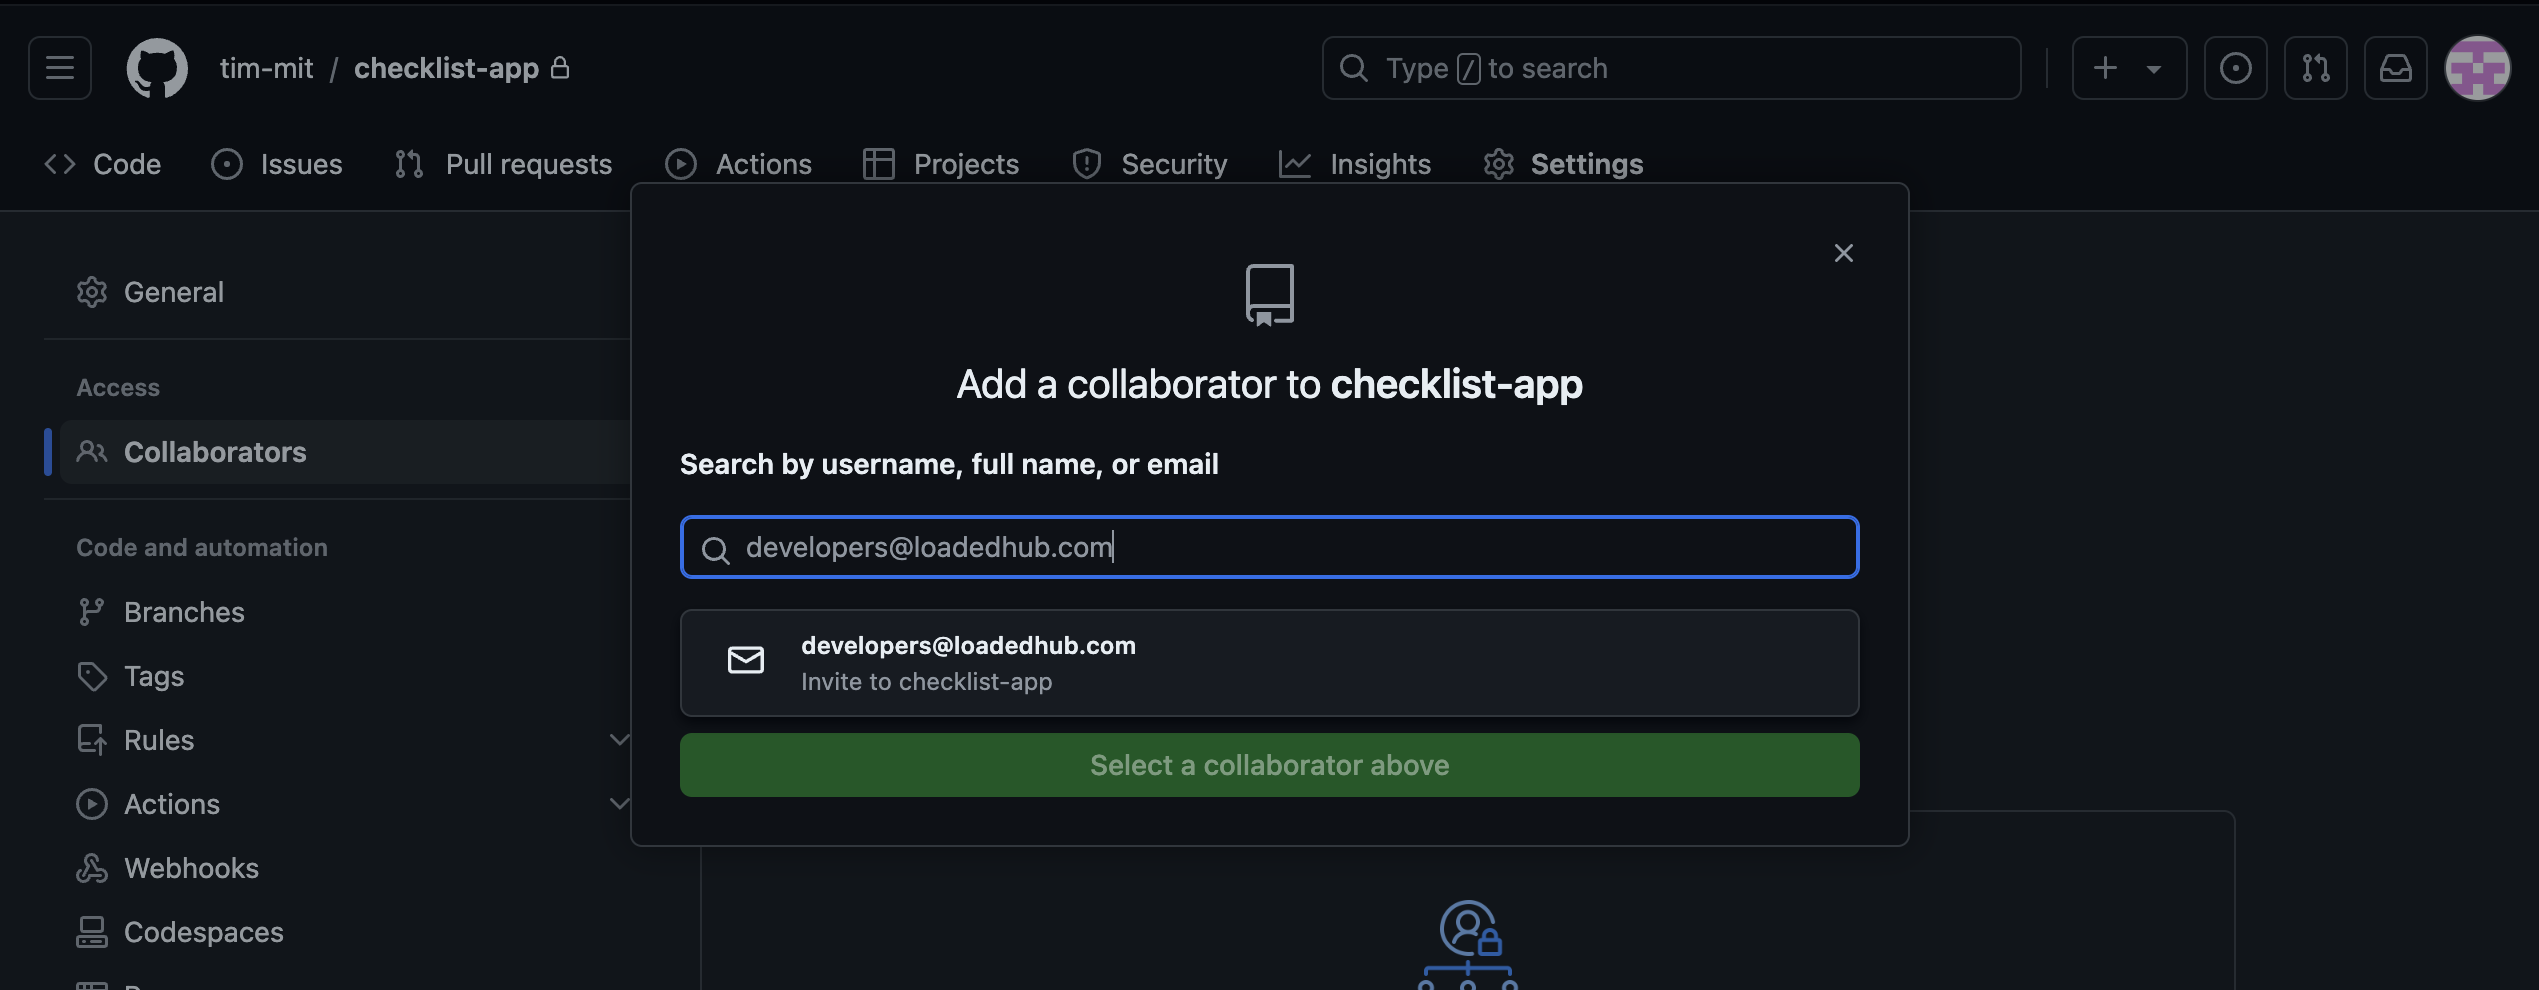 tim-mit / checklist-app
Type / to search
Code
Issues
Pull requests
Actions
Projects
Security
Insights
Settings
General
Access
Collaborators
Code and automation
Branches
Tags
Rules
Actions
Webhooks
Codespaces
Add a collaborator to checklist-app
Search by username, full name, or email
developers@loadedhub.com
developers@loadedhub.com
Invite to checklist-app
Select a collaborator above